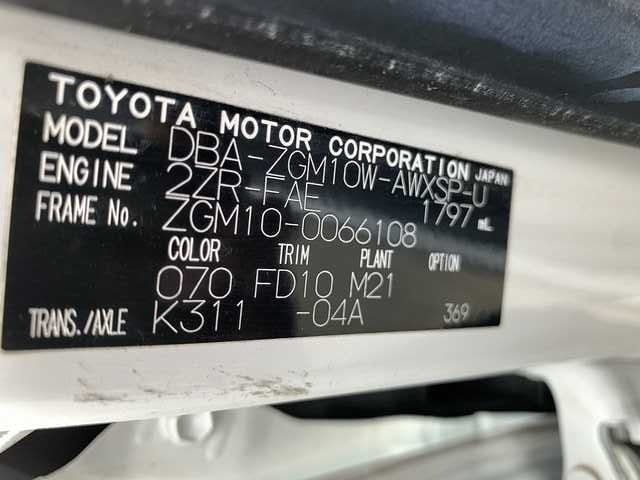 TOYOTA MOTOR CORPORATION JAPAN
MODEL DBA-ZGM10W-AWXSP-U
ENGINE 2ZR-FAE 1797 mL
FRAME No. ZGM10-0066108
COLOR TRIM PLANT OPTION
070 FD10 M21
TRANS./AXLE K311 -04A 369